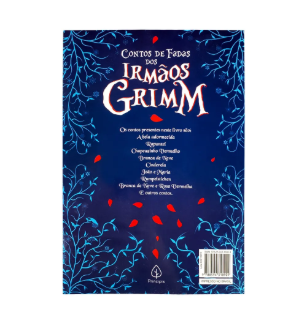 Contos de Fadas
dos
Irmãos
Grimm
Os contos presentes neste livro são:
A bela adormecida
Rapunzel
Chapeuzinho Vermelho
Branca de Neve
Cinderela
João e Maria
Rumpelstichen
Branca de Neve e Rosa Vermelha
E outros contos...
Principis